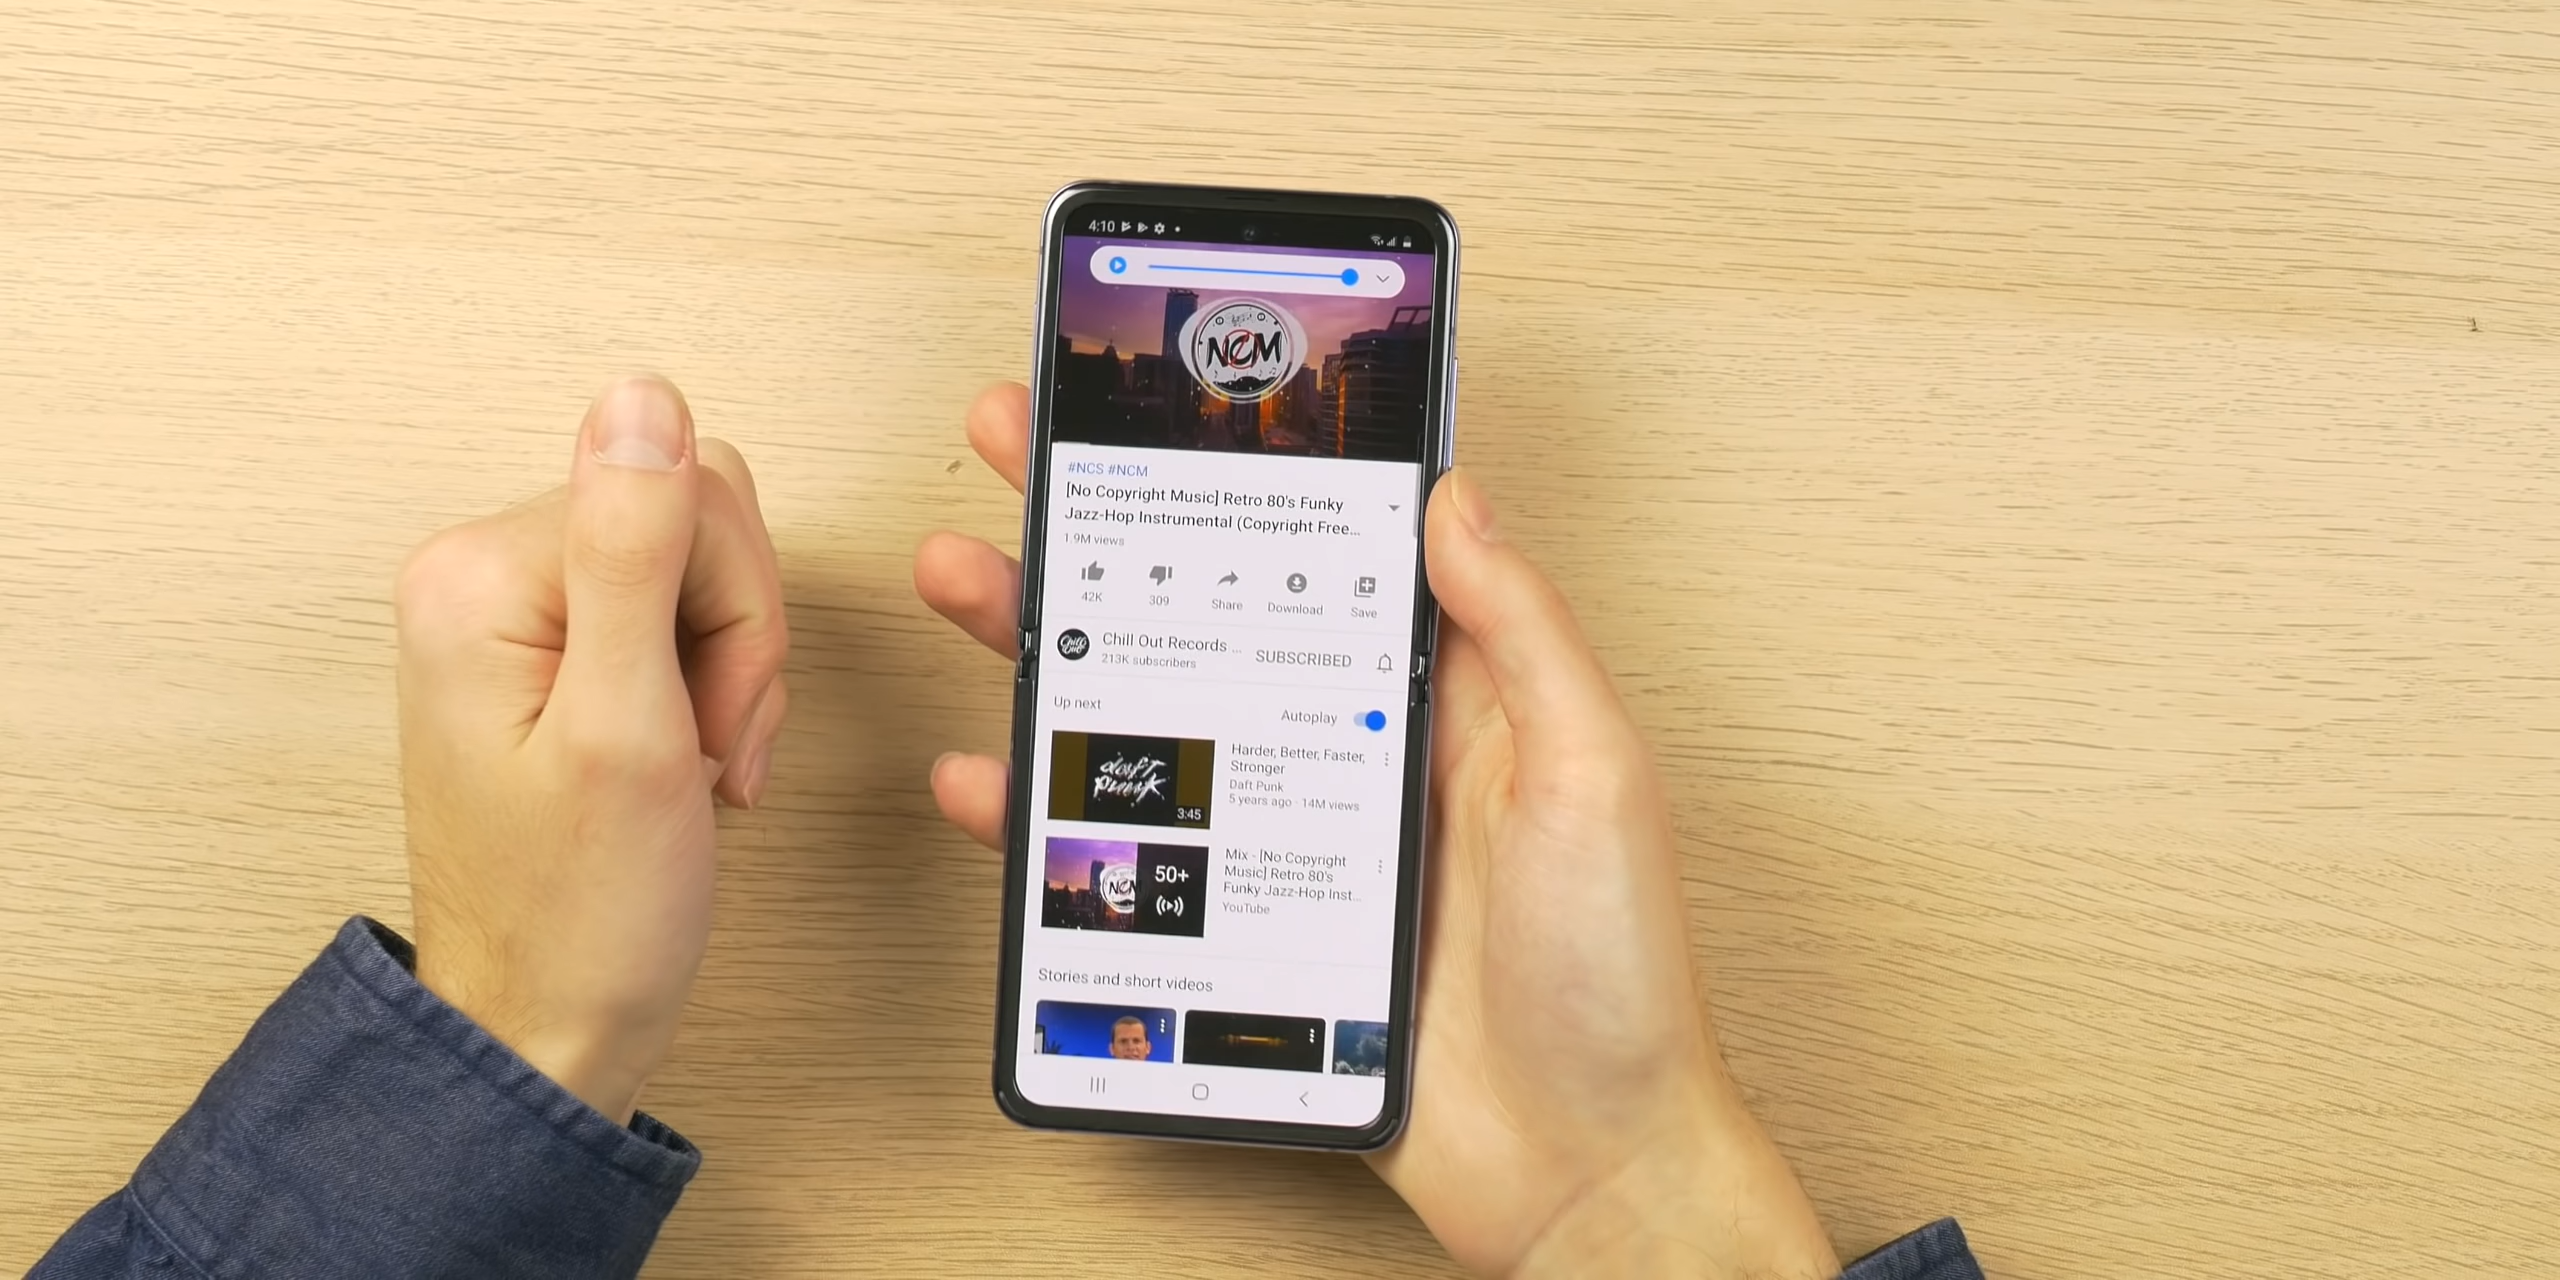 4:10
NCM
#NCS #NCM
[No Copyright Music] Retro 80's Funky
Jazz-Hop Instrumental (Copyright Free...
1.9M views
42K
309
Share
Download
Save
Chill Out Records ...
213K subscribers
SUBSCRIBED
Up next
Autoplay
daft
punk
3:45
Harder, Better, Faster,
Stronger
Daft Punk
5 years ago · 14M views
NCM
50+
Mix - [No Copyright
Music] Retro 80's
Funky Jazz-Hop Inst...
YouTube
Stories and short videos